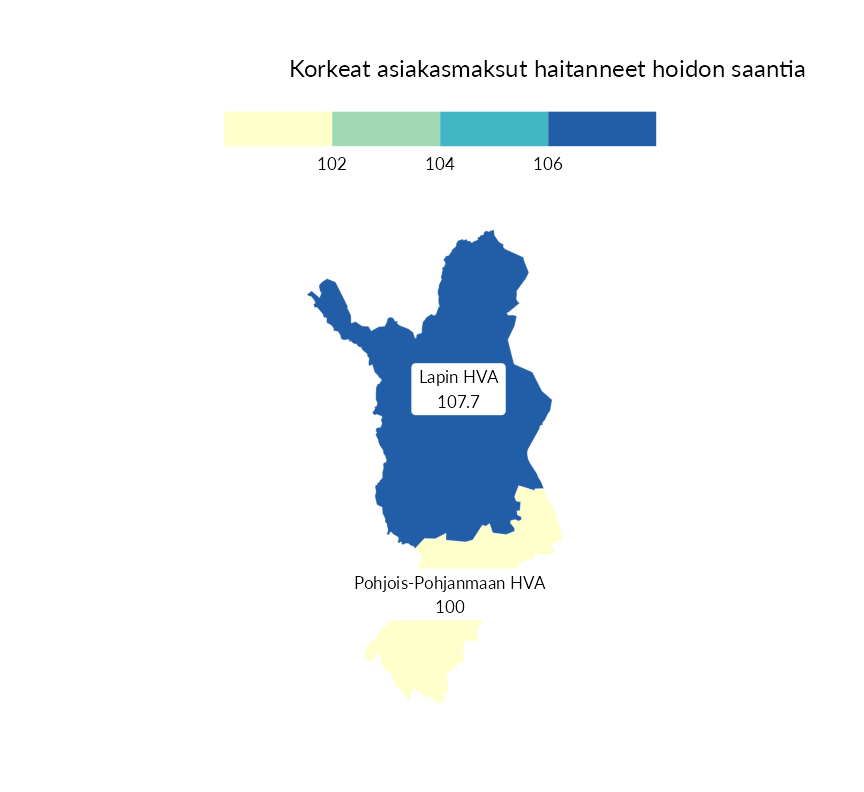 Korkeat asiakasmaksut haitanneet hoidon saantia
102 104 106
Lapin HVA
107.7
Pohjois-Pohjanmaan HVA
100